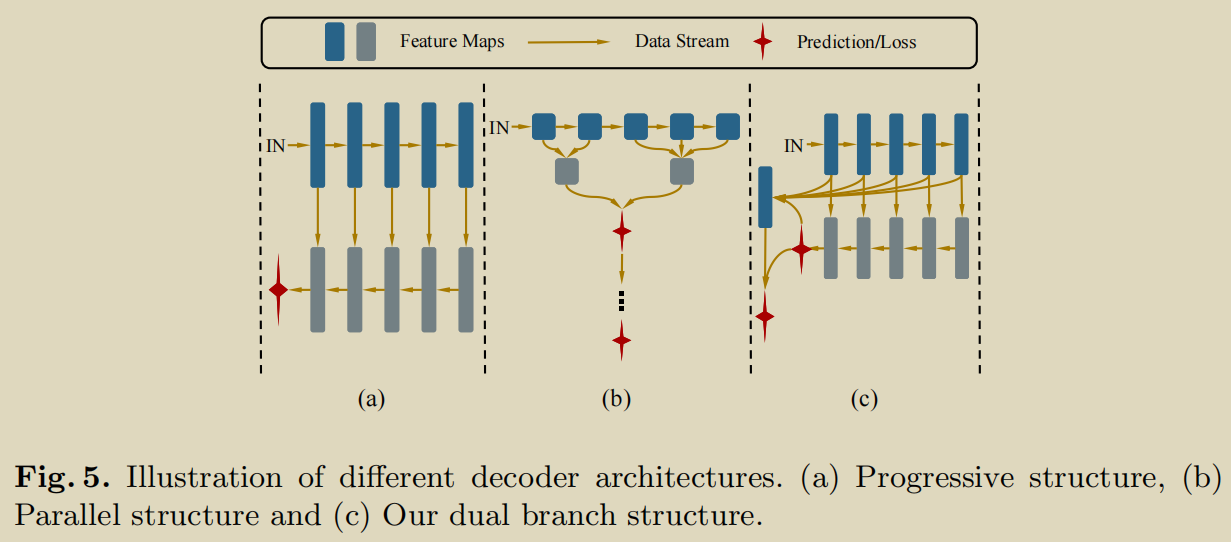 Feature Maps Data Stream Prediction/Loss
IN
IN
IN
(a) (b) (c)
Fig. 5. Illustration of different decoder architectures. (a) Progressive structure, (b)
Parallel structure and (c) Our dual branch structure.